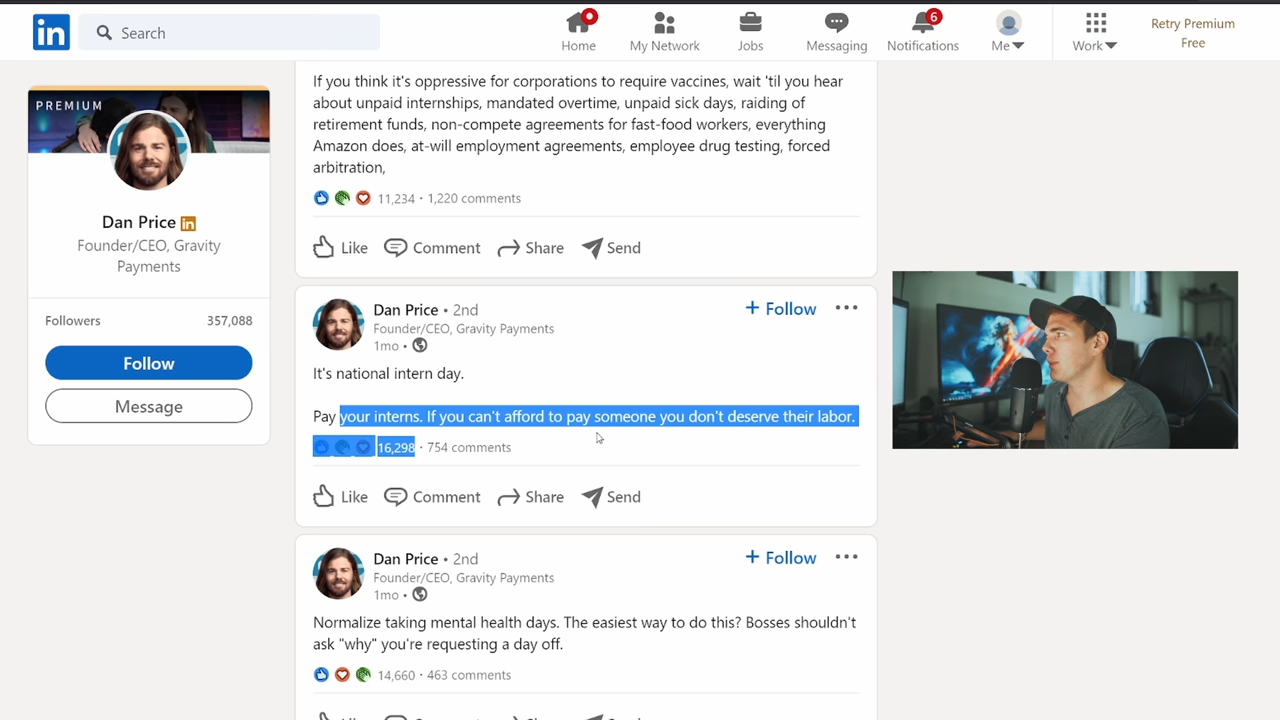 in
Search
Home
My Network
Jobs
Messaging
6
Notifications
Me
Work
Retry Premium
Free
PREMIUM
Dan Price in
Founder/CEO, Gravity
Payments
Followers 357,088
Follow
Message
If you think it's oppressive for corporations to require vaccines, wait 'til you hear
about unpaid internships, mandated overtime, unpaid sick days, raiding of
retirement funds, non-compete agreements for fast-food workers, everything
Amazon does, at-will employment agreements, employee drug testing, forced
arbitration,
11,234 • 1,220 comments
Like Comment Share Send
Dan Price • 2nd
+ Follow
Founder/CEO, Gravity Payments
1mo •
It's national intern day.
Pay your interns. If you can't afford to pay someone you don't deserve their labor.
16,298 • 754 comments
Like Comment Share Send
Dan Price • 2nd
+ Follow
Founder/CEO, Gravity Payments
1mo •
Normalize taking mental health days. The easiest way to do this? Bosses shouldn't
ask "why" you're requesting a day off.
14,660 • 463 comments